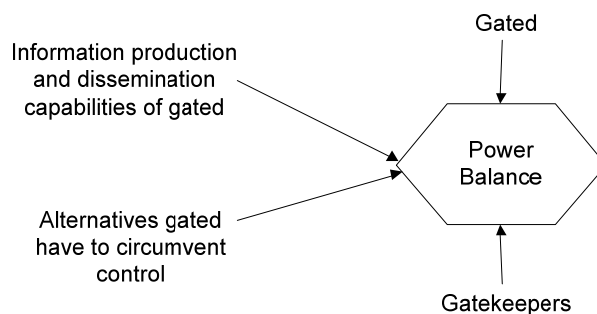 Gated
Information production
and dissemination
capabilities of gated
Power
Balance
Alternatives gated
have to circumvent
control
Gatekeepers